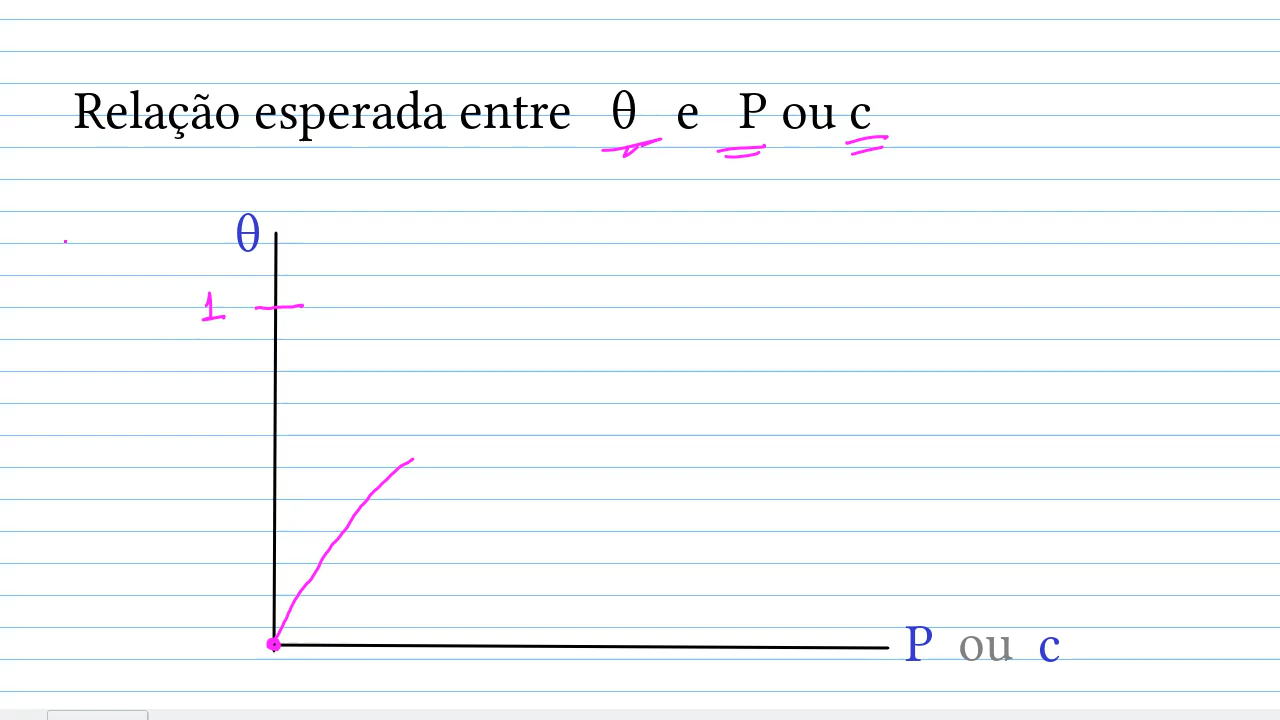 Relação esperada entre θ e P ou c
θ
1
P ou c